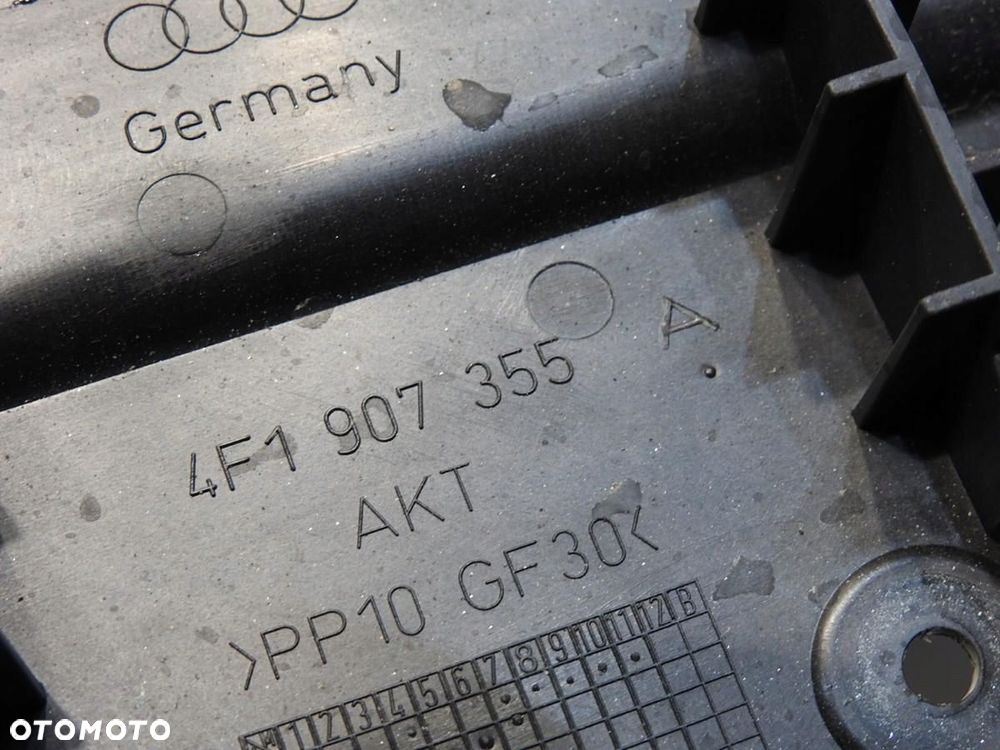 Germany
4F1 907 355 A
AKT
>PP10 GF30<
1 2 3 4 5 6 7 8 9 10 11 12 B
OTOMOTO